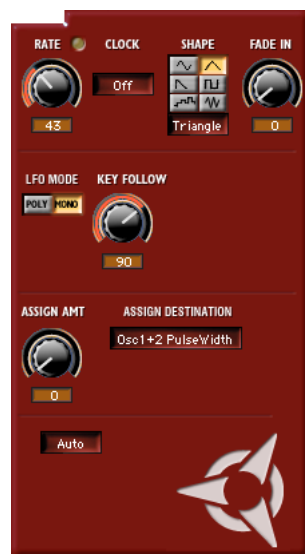 RATE CLOCK SHAPE FADE IN
Off
43 Triangle 0
LFO MODE KEY FOLLOW
POLY MONO
90
ASSIGN AMT ASSIGN DESTINATION
Osc1+2 PulseWidth
0
Auto